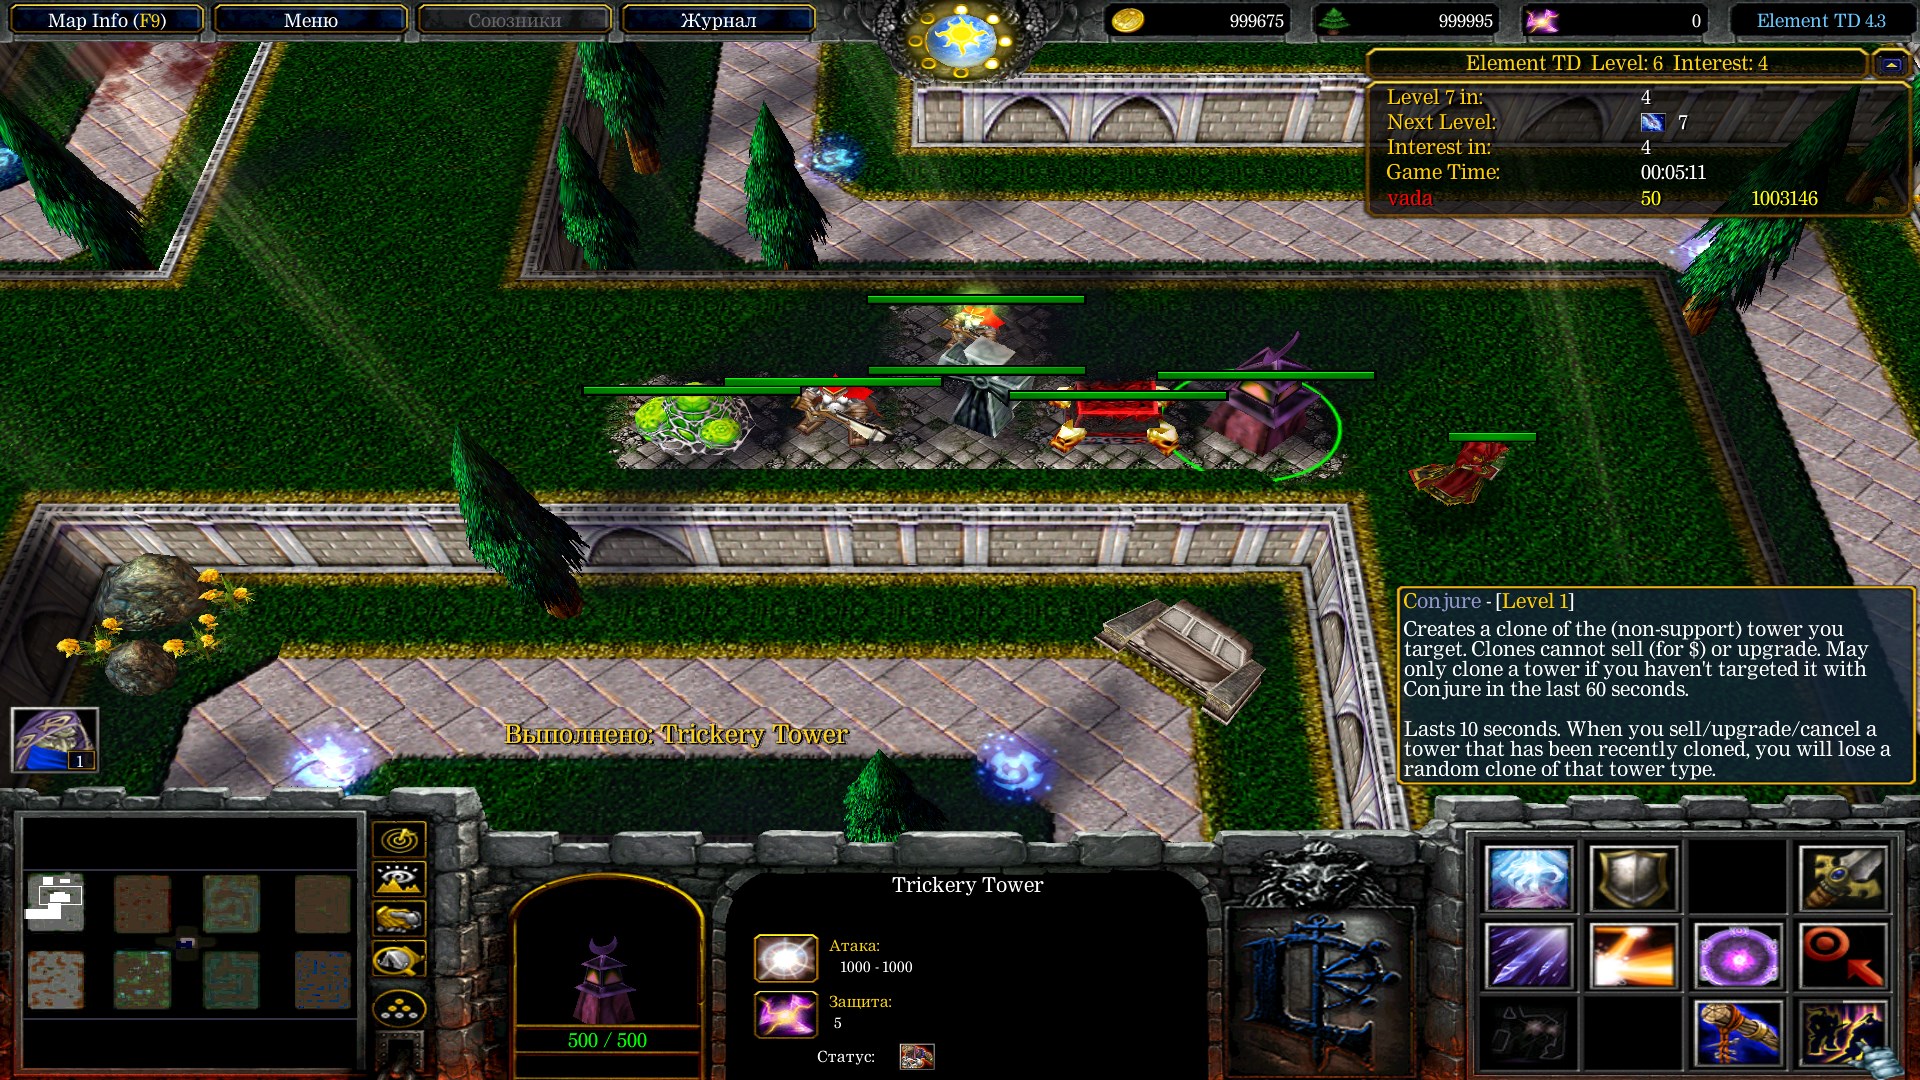 Map Info (F9)
Меню
Союзники
Журнал
999675
999995
0
Element TD 4.3
Element TD Level: 6 Interest: 4
Level 7 in: 4
Next Level: 7
Interest in: 4
Game Time: 00:05:11
vada 50 1003146
Conjure - [Level 1]
Creates a clone of the (non-support) tower you
target. Clones cannot sell (for $) or upgrade. May
only clone a tower if you haven't targeted it with
Conjure in the last 60 seconds.
Lasts 10 seconds. When you sell/upgrade/cancel a
tower that has been recently cloned, you will lose a
random clone of that tower type.
Выполнено: Trickery Tower
1
Trickery Tower
Атака:
1000 - 1000
Защита:
5
Статус:
500 / 500